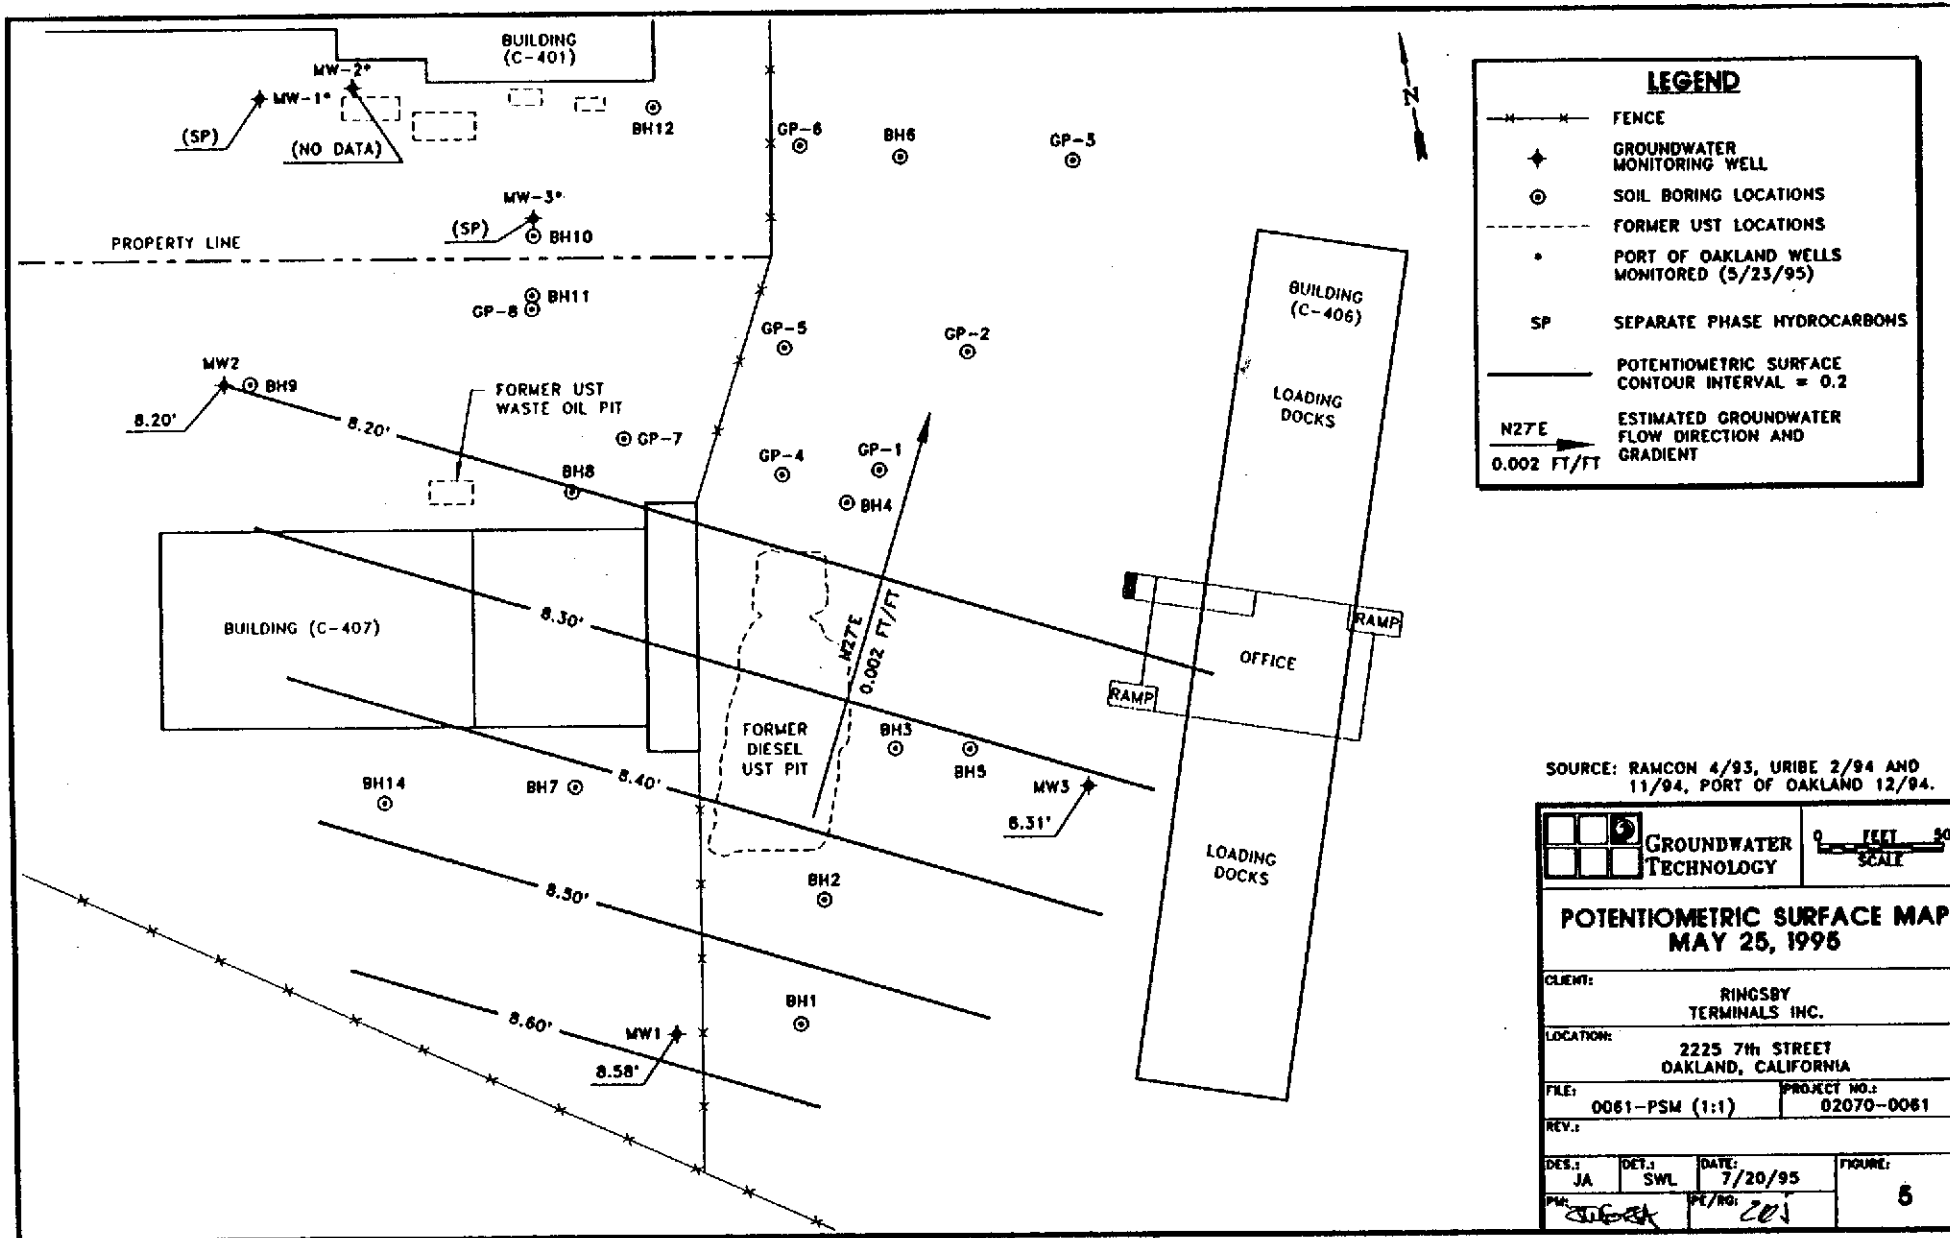 BUILDING
(C-401)
MW-2*
MW-1*
(SP)
(NO DATA)
BH12
GP-6
BH6
GP-3
N
MW-3*
(SP)
BH10
PROPERTY LINE
BH11
GP-8
GP-5
GP-2
BUILDING
(C-406)
LOADING
DOCKS
MW2
BH9
8.20'
8.20'
FORMER UST
WASTE OIL PIT
GP-7
BH8
GP-4
GP-1
BH4
8.30'
BUILDING (C-407)
N27'E
0.002 FT/FT
RAMP
OFFICE
RAMP
FORMER
DIESEL
UST PIT
BH3
BH5
8.40'
BH14
BH7
MW3
8.31'
LOADING
DOCKS
BH2
8.50'
BH1
8.60'
MW1
8.58'
LEGEND
FENCE
GROUNDWATER
MONITORING WELL
SOIL BORING LOCATIONS
FORMER UST LOCATIONS
* PORT OF OAKLAND WELLS
MONITORED (5/23/95)
SP SEPARATE PHASE HYDROCARBONS
POTENTIOMETRIC SURFACE
CONTOUR INTERVAL = 0.2
N27'E
0.002 FT/FT
ESTIMATED GROUNDWATER
FLOW DIRECTION AND
GRADIENT
SOURCE: RAMCON 4/93, URIBE 2/94 AND
11/94, PORT OF OAKLAND 12/94.
GROUNDWATER
TECHNOLOGY
0 FEET 50
SCALE
POTENTIOMETRIC SURFACE MAP
MAY 25, 1995
CLIENT:
RINGSBY
TERMINALS INC.
LOCATION:
2225 7th STREET
OAKLAND, CALIFORNIA
FILE:
0061-PSM (1:1)
PROJECT NO.:
02070-0061
REV.:
DES.:
JA
DET.:
SWL
DATE:
7/20/95
FIGURE:
5
PM:
PE/RG: